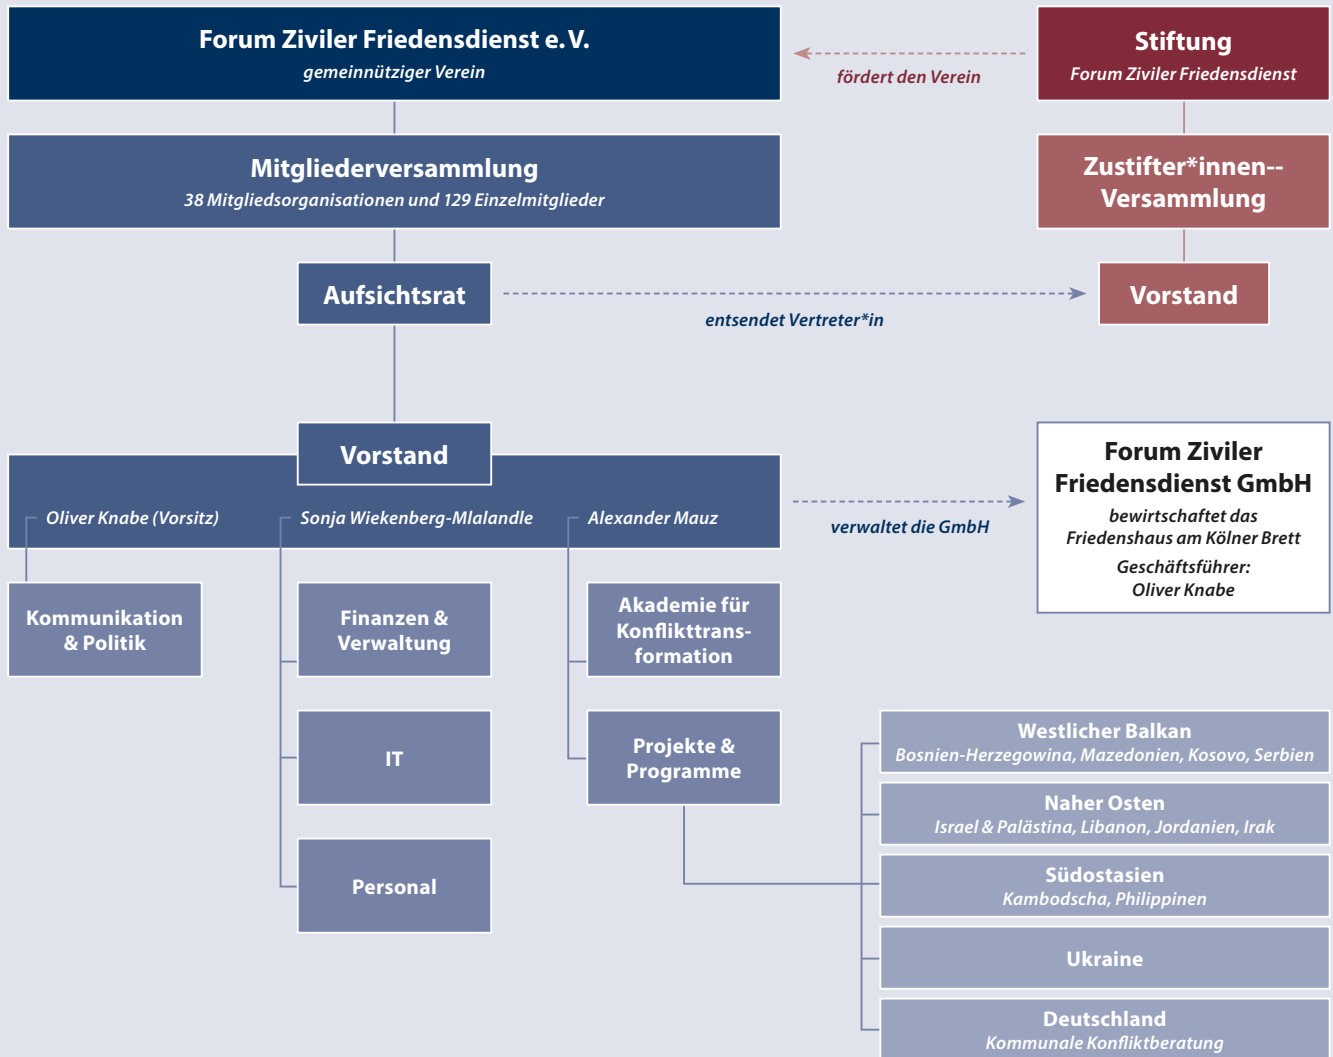 Forum Ziviler Friedensdienst e.V.
gemeinnütziger Verein
fördert den Verein
Stiftung
Forum Ziviler Friedensdienst
Mitgliederversammlung
38 Mitgliedsorganisationen und 129 Einzelmitglieder
Zustifter*innen--
Versammlung
Aufsichtsrat
entsendet Vertreter*in
Vorstand
Vorstand
Oliver Knabe (Vorsitz)
Sonja Wiekenberg-Mlalandle
Alexander Mauz
verwaltet die GmbH
Forum Ziviler
Friedensdienst GmbH
bewirtschaftet das
Friedenshaus am Kölner Brett
Geschäftsführer:
Oliver Knabe
Kommunikation
& Politik
Finanzen &
Verwaltung
Akademie für
Konflikttrans-
formation
IT
Projekte &
Programme
Personal
Westlicher Balkan
Bosnien-Herzegowina, Mazedonien, Kosovo, Serbien
Naher Osten
Israel & Palästina, Libanon, Jordanien, Irak
Südostasien
Kambodscha, Philippinen
Ukraine
Deutschland
Kommunale Konfliktberatung